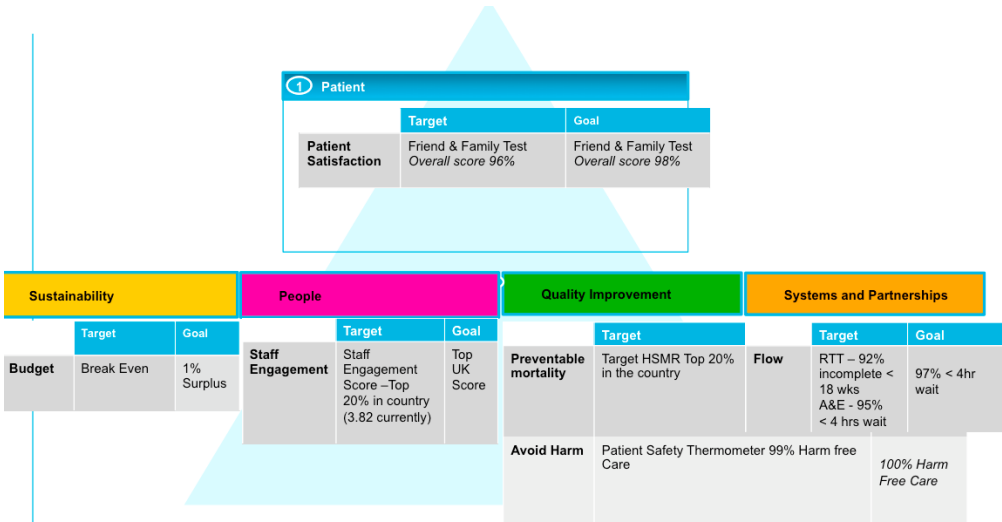 1 Patient
Target Goal
Patient Satisfaction
Friend & Family Test
Overall score 96%
Friend & Family Test
Overall score 98%
Sustainability
People
Quality Improvement
Systems and Partnerships
Target Goal
Budget
Break Even
1%
Surplus
Target Goal
Staff
Engagement
Staff
Engagement
Score –Top
20% in country
(3.82 currently)
Top
UK
Score
Target
Preventable
mortality
Target HSMR Top 20%
in the country
Avoid Harm
Patient Safety Thermometer 99% Harm free
Care
100% Harm
Free Care
Target Goal
Flow
RTT – 92%
incomplete <
18 wks
A&E - 95%
< 4 hrs wait
97% < 4hr
wait